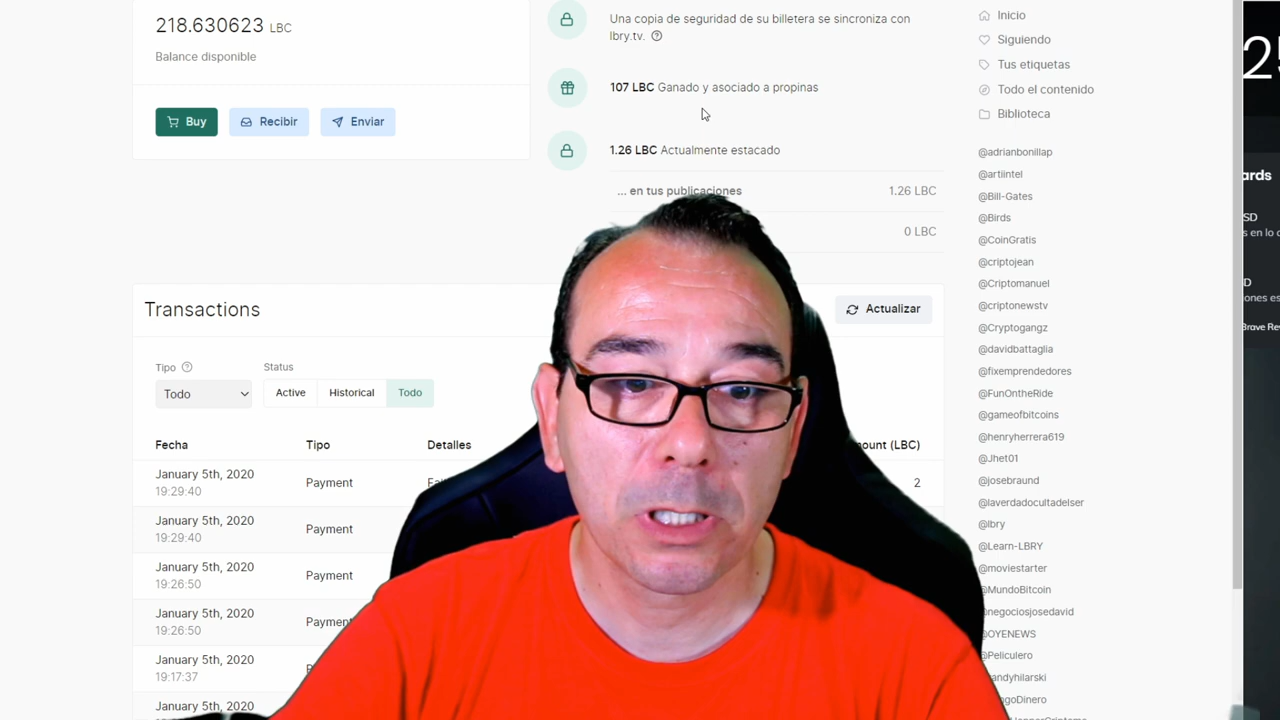 218.630623 LBC
Balance disponible
Buy
Recibir
Enviar
Una copia de seguridad de su billetera se sincroniza con
lbry.tv.
107 LBC Ganado y asociado a propinas
1.26 LBC Actualmente estacado
... en tus publicaciones 1.26 LBC
0 LBC
Transactions
Actualizar
Tipo
Status
Todo
Active
Historical
Todo
Fecha Tipo Detalles (LBC)
January 5th, 2020
19:29:40
Payment
2
January 5th, 2020
19:29:40
Payment
January 5th, 2020
19:26:50
Payment
January 5th, 2020
19:26:50
January 5th, 2020
19:17:37
January 5th, 2020
Inicio
Siguiendo
Tus etiquetas
Todo el contenido
Biblioteca
@adrianbonillap
@artiintel
@Bill-Gates
@Birds
@CoinGratis
@criptojean
@Criptomanuel
@criptonewstv
@Cryptogangz
@davidbattaglia
@fixemprendedores
@FunOnTheRide
@gameofbitcoins
@henryherrera619
@Jhet01
@josebraund
@laverdadocultadelser
@lbry
@Learn-LBRY
@moviestarter
@MundoBitcoin
@negociosjosedavid
@OYENEWS
@Peliculero
andyhilarski